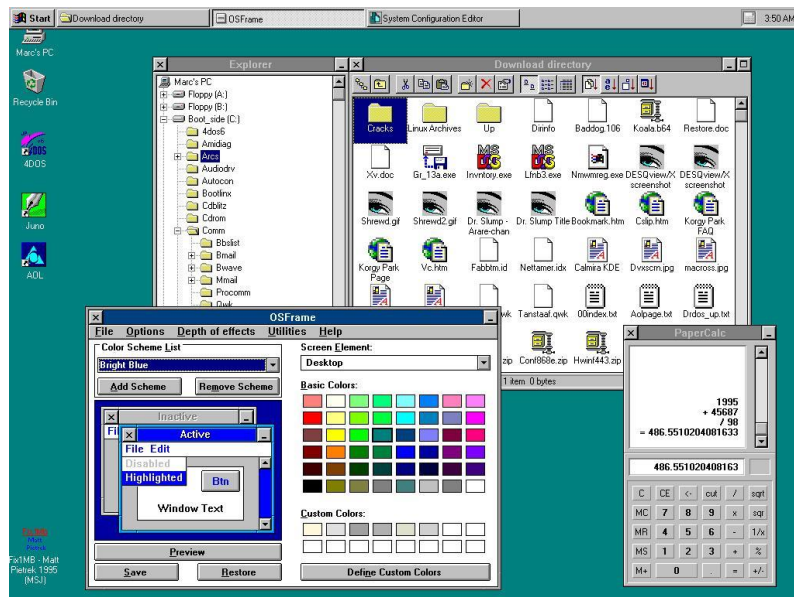 Start
Download directory
OSFrame
System Configuration Editor
3:50 AM
Marc's PC
Recycle Bin
4DOS
Juno
AOL
Fix1MB - Matt
Pietrek 1995
(MSJ)
Explorer
Marc's PC
Floppy (A:)
Floppy (B:)
Boot_side (C:)
4dos6
Amidiag
Arcs
Audiodrv
Autocon
Bootlinx
Cdblitz
Cdrom
Comm
Bbslist
Bmail
Bwave
Mmail
Procomm
Qwk
Download directory
Cracks
Linux Archives
Up
Dirinfo
Baddog.106
Koala.b64
Restore.doc
Xv.doc
Gr_13a.exe
Invntory.exe
Lfnb3.exe
Nmwmreg.exe
DESQview/X
screenshot
DESQview/X
screenshot
Shrewd.gif
Shrewd2.gif
Dr. Slump -
Arare-chan
Dr. Slump Title
Bookmark.htm
Cslip.htm
Korgy Park
FAQ
Korgy Park
Page
Vc.htm
Fabbtm.id
Nettamer.idx
Calmira KDE
Dvxscrn.jpg
macross.jpg
wk
Tanstaaf.qwk
00index.txt
Aolpage.txt
Drdos_up.txt
zip
Conf868e.zip
Hwinf443.zip
1 item 0 bytes
OSFrame
File Options Depth of effects Utilities Help
Color Scheme List
Bright Blue
Add Scheme
Remove Scheme
Inactive
Fi
Active
File Edit
Disabled
Highlighted
Btn
Window Text
Preview
Save
Restore
Screen Element:
Desktop
Basic Colors:
Custom Colors:
Define Custom Colors
PaperCalc
1995
+ 45687
/ 98
= 486.5510204081633
486.551020408163
C CE <- cut / sqrt
MC 7 8 9 x sqr
MR 4 5 6 - 1/x
MS 1 2 3 + %
M+ 0 . = +/-